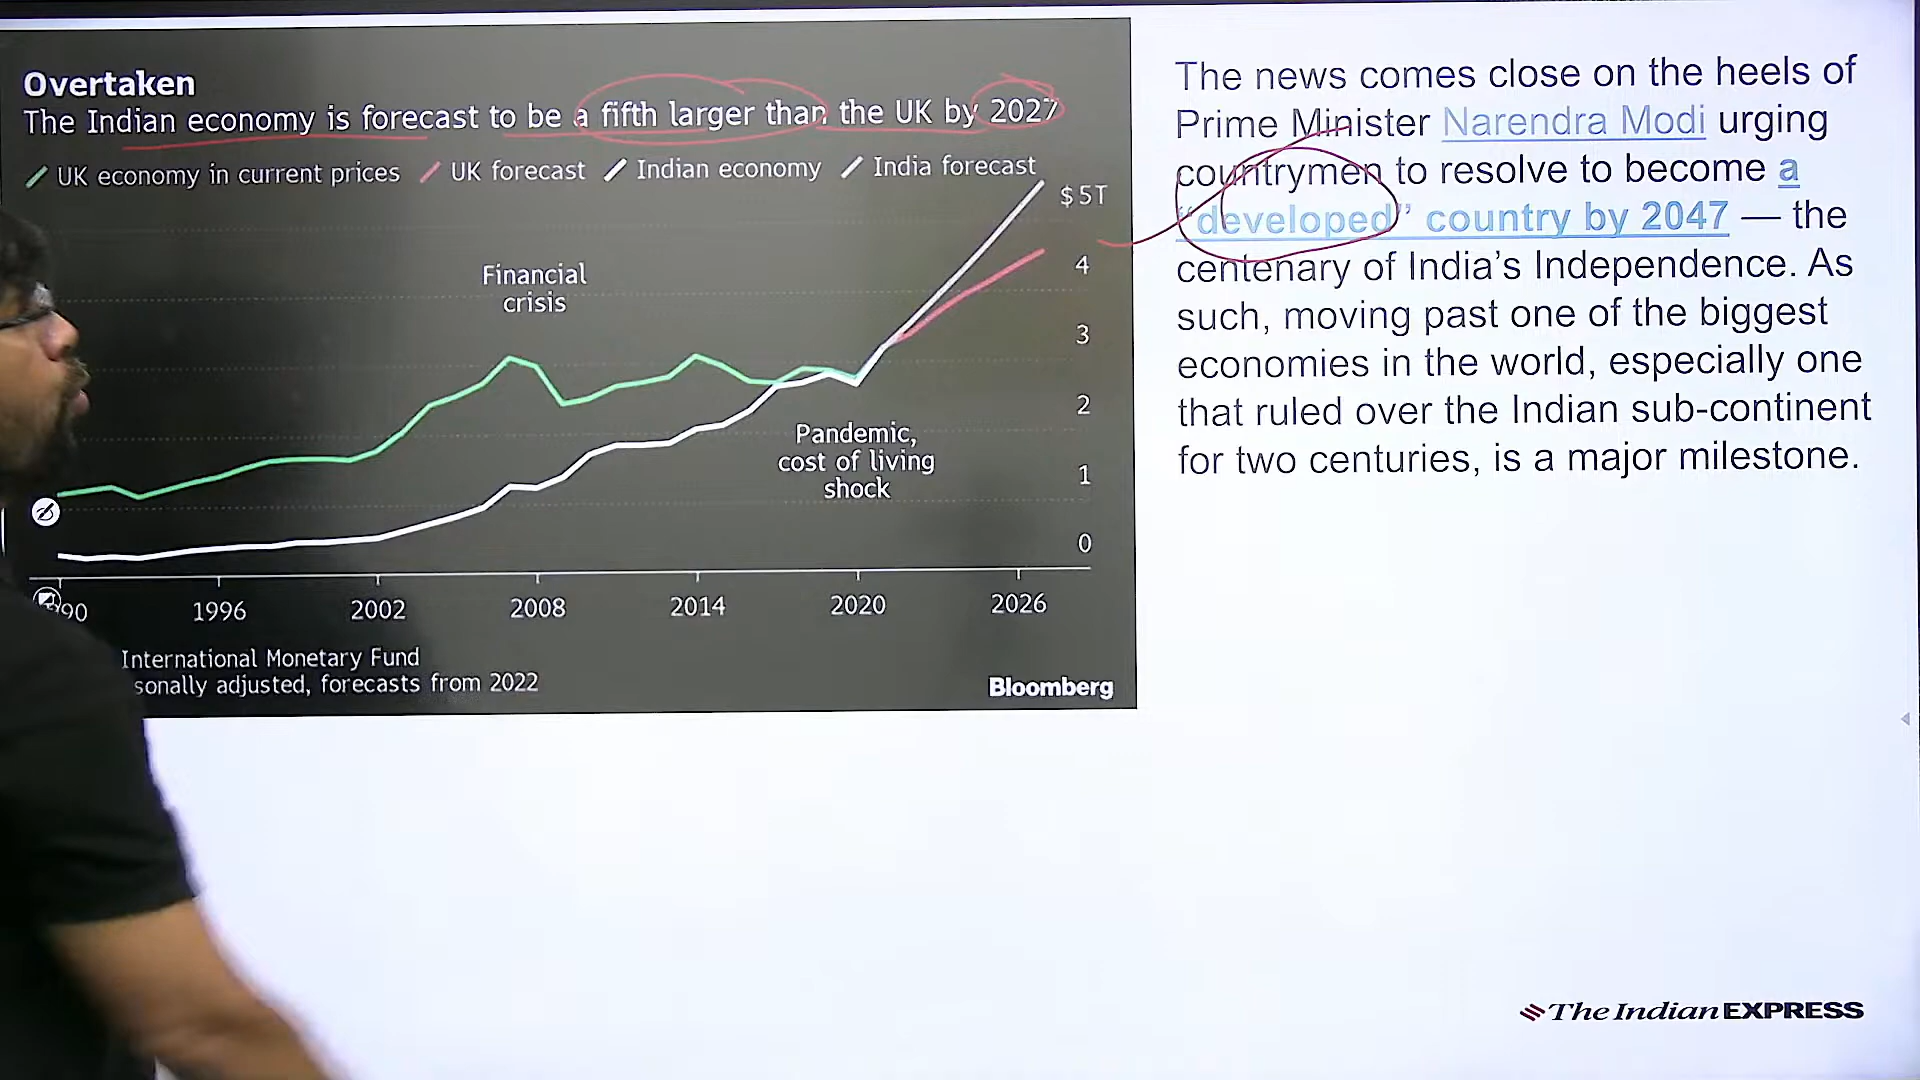 Overtaken
The Indian economy is forecast to be a fifth larger than the UK by 2027
UK economy in current prices UK forecast Indian economy India forecast
$5T
4
3
2
1
0
Financial
crisis
Pandemic,
cost of living
shock
90 1996 2002 2008 2014 2020 2026
International Monetary Fund
sonally adjusted, forecasts from 2022
Bloomberg
The news comes close on the heels of
Prime Minister Narendra Modi urging
countrymen to resolve to become a
“developed” country by 2047 — the
centenary of India’s Independence. As
such, moving past one of the biggest
economies in the world, especially one
that ruled over the Indian sub-continent
for two centuries, is a major milestone.
The Indian EXPRESS